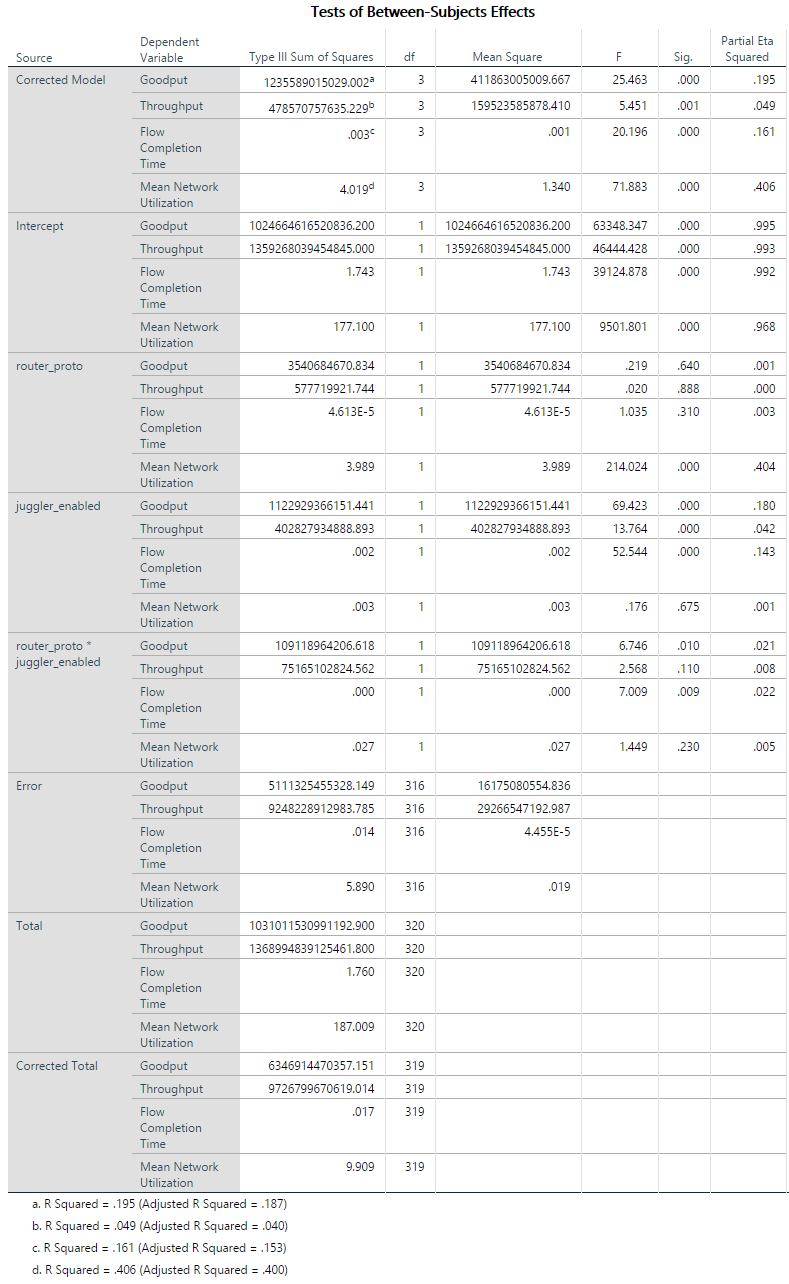 Tests of Between-Subjects Effects
Source Dependent Variable Type III Sum of Squares df Mean Square F Sig. Partial Eta Squared
Corrected Model Goodput 1235589015029.002a 3 411863005009.667 25.463 .000 .195
Throughput 478570757635.229b 3 159523585878.410 5.451 .001 .049
Flow Completion Time .003c 3 .001 20.196 .000 .161
Mean Network Utilization 4.019d 3 1.340 71.883 .000 .406
Intercept Goodput 1024664616520836.200 1 1024664616520836.200 63348.347 .000 .995
Throughput 1359268039454845.000 1 1359268039454845.000 46444.428 .000 .993
Flow Completion Time 1.743 1 1.743 39124.878 .000 .992
Mean Network Utilization 177.100 1 177.100 9501.801 .000 .968
router_proto Goodput 3540684670.834 1 3540684670.834 .219 .640 .001
Throughput 577719921.744 1 577719921.744 .020 .888 .000
Flow Completion Time 4.613E-5 1 4.613E-5 1.035 .310 .003
Mean Network Utilization 3.989 1 3.989 214.024 .000 .404
juggler_enabled Goodput 1122929366151.441 1 1122929366151.441 69.423 .000 .180
Throughput 402827934888.893 1 402827934888.893 13.764 .000 .042
Flow Completion Time .002 1 .002 52.544 .000 .143
Mean Network Utilization .003 1 .003 .176 .675 .001
router_proto * juggler_enabled Goodput 109118964206.618 1 109118964206.618 6.746 .010 .021
Throughput 75165102824.562 1 75165102824.562 2.568 .110 .008
Flow Completion Time .000 1 .000 7.009 .009 .022
Mean Network Utilization .027 1 .027 1.449 .230 .005
Error Goodput 5111325455328.149 316 16175080554.836
Throughput 9248228912983.785 316 29266547192.987
Flow Completion Time .014 316 4.455E-5
Mean Network Utilization 5.890 316 .019
Total Goodput 1031011530991192.900 320
Throughput 1368994839125461.800 320
Flow Completion Time 1.760 320
Mean Network Utilization 187.009 320
Corrected Total Goodput 6346914470357.151 319
Throughput 9726799670619.014 319
Flow Completion Time .017 319
Mean Network Utilization 9.909 319
a. R Squared = .195 (Adjusted R Squared = .187)
b. R Squared = .049 (Adjusted R Squared = .040)
c. R Squared = .161 (Adjusted R Squared = .153)
d. R Squared = .406 (Adjusted R Squared = .400)